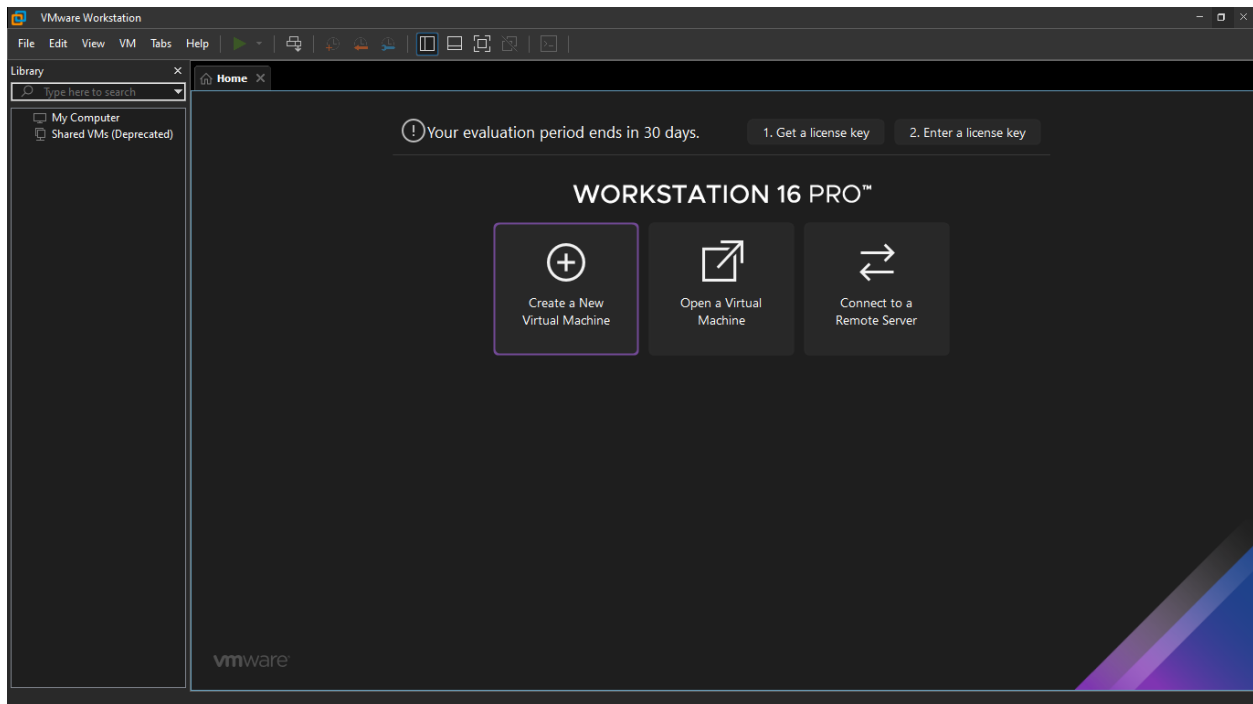 VMware Workstation
File Edit View VM Tabs Help
Library
Home
Type here to search
My Computer
Shared VMs (Deprecated)
Your evaluation period ends in 30 days.
1. Get a license key
2. Enter a license key
WORKSTATION 16 PRO™
Create a New
Virtual Machine
Open a Virtual
Machine
Connect to a
Remote Server
vmware